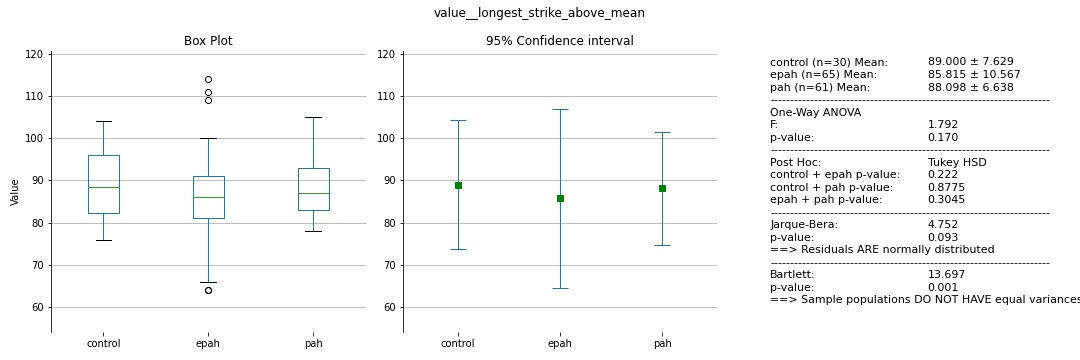 value__longest_strike_above_mean
Box Plot
95% Confidence interval
Value
120
110
100
90
80
70
60
control
epah
pah
120
110
100
90
80
70
60
control
epah
pah
control (n=30) Mean: 89.000 ± 7.629
epah (n=65) Mean: 85.815 ± 10.567
pah (n=61) Mean: 88.098 ± 6.638
One-Way ANOVA
F: 1.792
p-value: 0.170
Post Hoc: Tukey HSD
control + epah p-value: 0.222
control + pah p-value: 0.8775
epah + pah p-value: 0.3045
Jarque-Bera: 4.752
p-value: 0.093
==> Residuals ARE normally distributed
Bartlett: 13.697
p-value: 0.001
==> Sample populations DO NOT HAVE equal variances